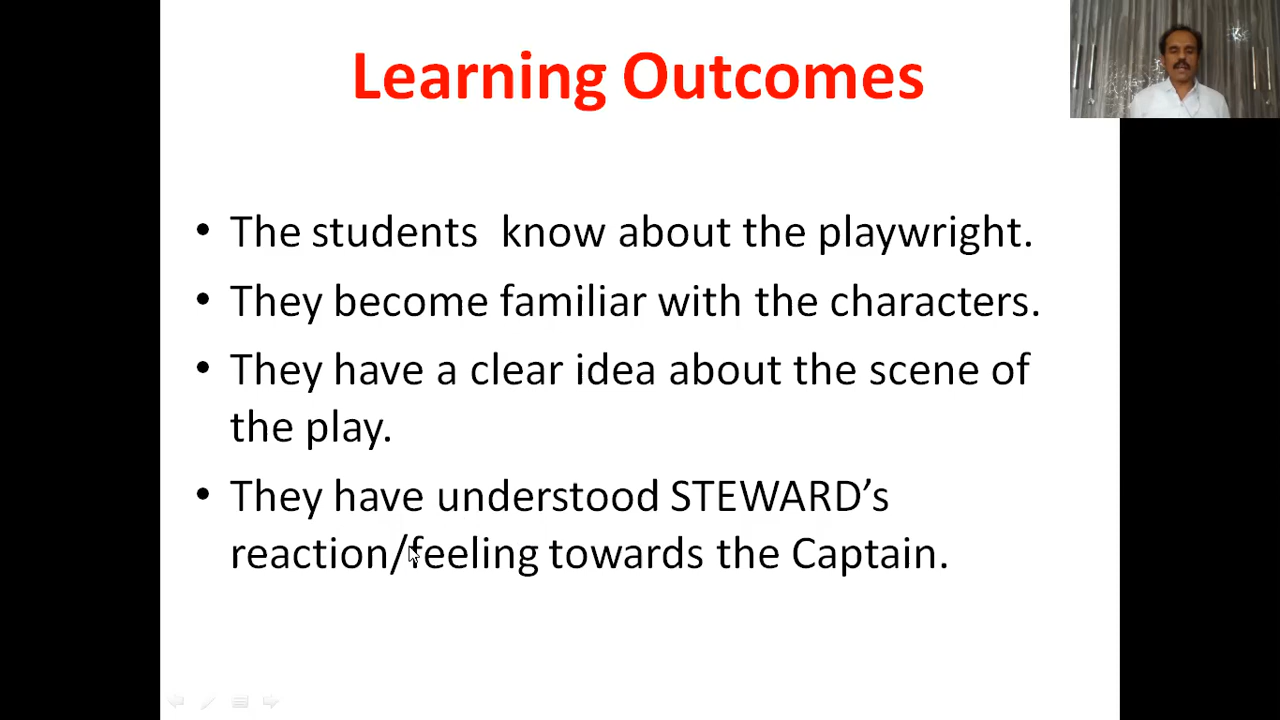 Learning Outcomes
• The students  know about the playwright.
• They become familiar with the characters.
• They have a clear idea about the scene of
the play.
• They have understood STEWARD’s
reaction/feeling towards the Captain.